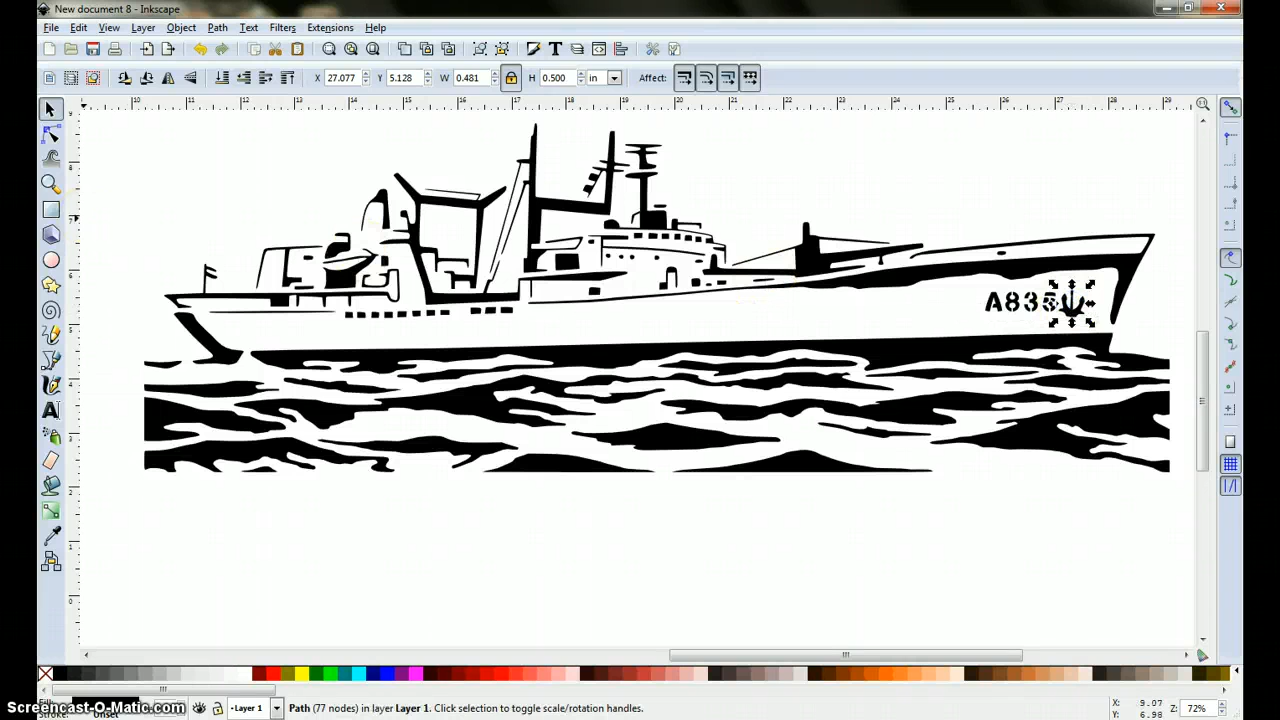 New document 8 - Inkscape
File Edit View Layer Object Path Text Filters Extensions Help
X 27.077 Y 5.128 W 0.481 H 0.500 in Affect:
A835
Screencast-O-Matic.com
Layer 1
Path (77 nodes) in layer Layer 1. Click selection to toggle scale/rotation handles.
X: 9.07
Y: 6.98
Z: 72%